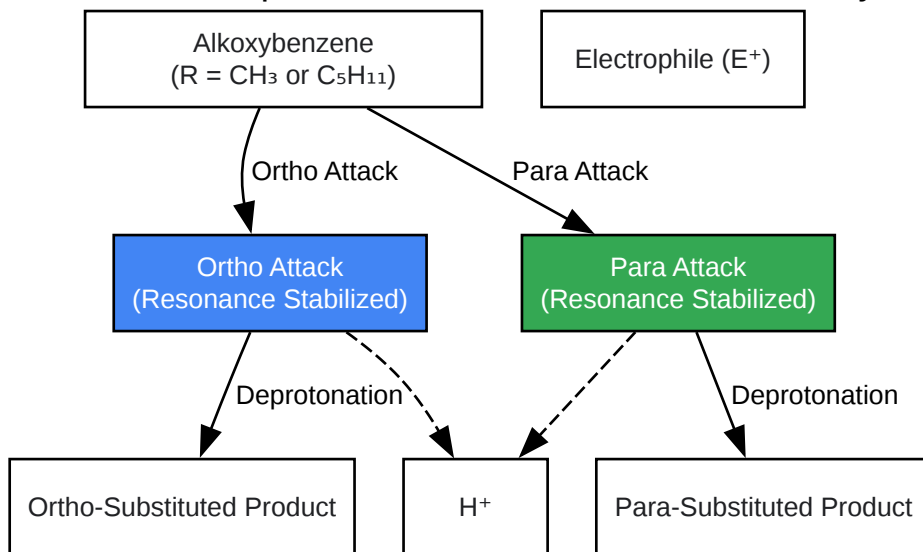 Alkoxybenzene
(R = CH₃ or C₅H₁₁)
Electrophile (E⁺)
Ortho Attack
Para Attack
Ortho Attack
(Resonance Stabilized)
Para Attack
(Resonance Stabilized)
Deprotonation
Deprotonation
Ortho-Substituted Product
H⁺
Para-Substituted Product